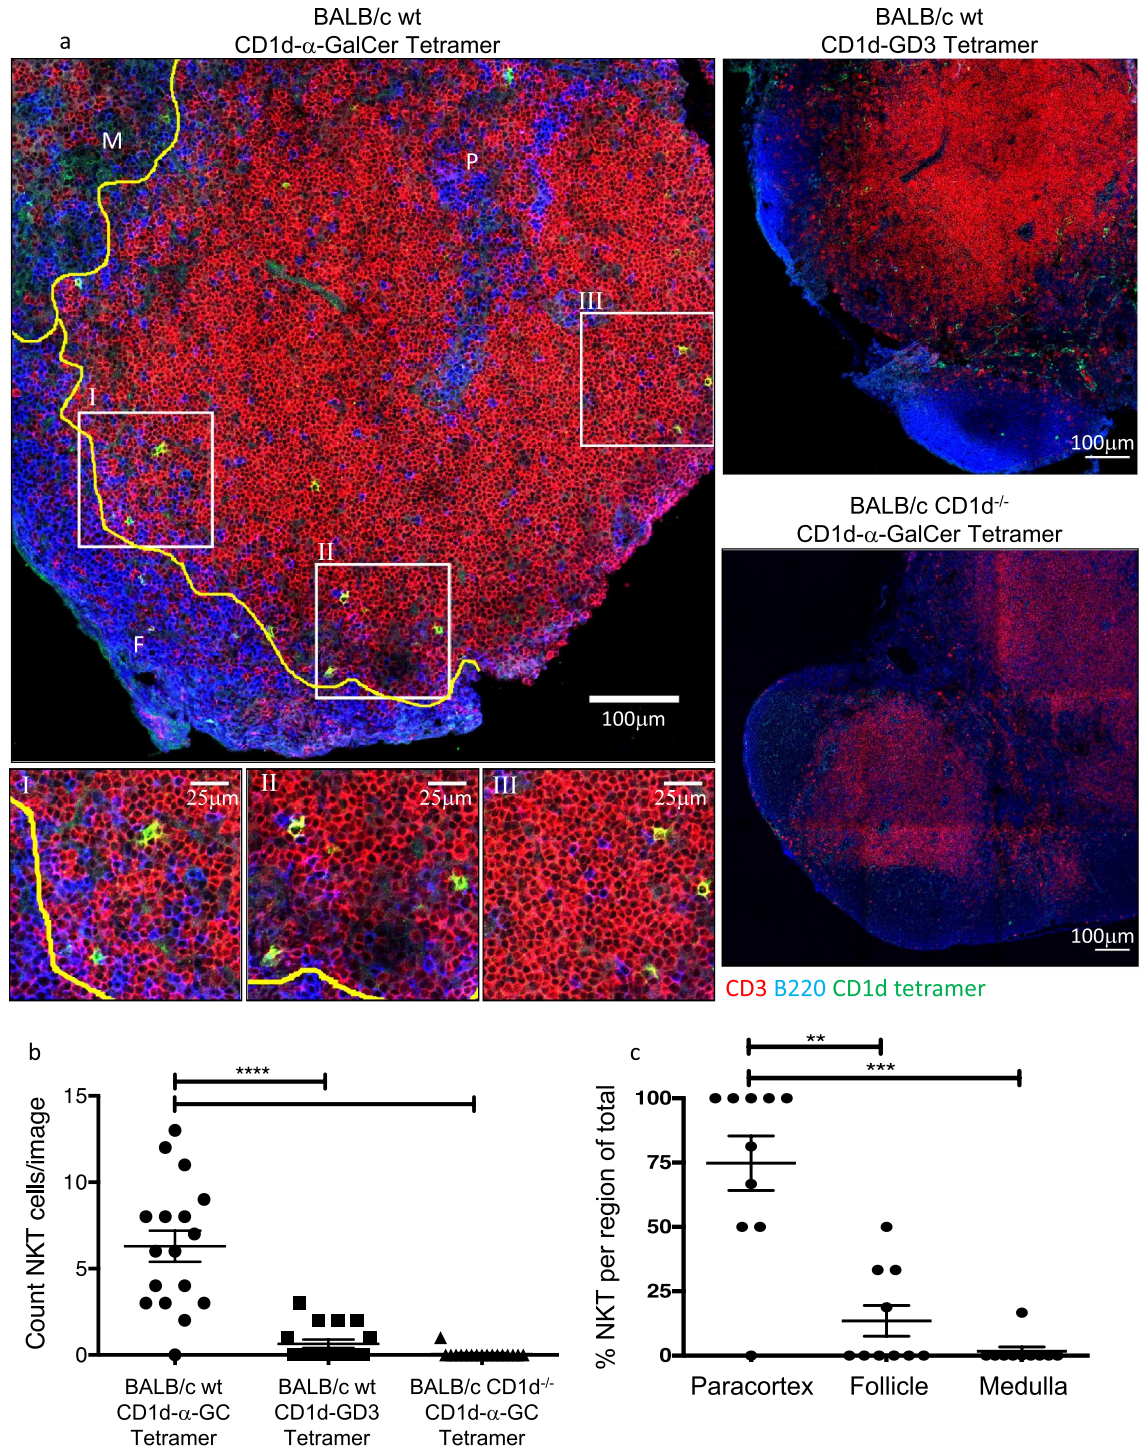 a
BALB/c wt
CD1d-α-GalCer Tetramer
M
P
III
I
II
F
100μm
I
25μm
II
25μm
III
25μm
BALB/c wt
CD1d-GD3 Tetramer
100μm
BALB/c CD1d-/-
CD1d-α-GalCer Tetramer
100μm
CD3 B220 CD1d tetramer
b
****
Count NKT cells/image
15
10
5
0
BALB/c wt
CD1d-α-GC
Tetramer
BALB/c wt
CD1d-GD3
Tetramer
BALB/c CD1d-/-
CD1d-α-GC
Tetramer
c
**
***
% NKT per region of total
100
75
50
25
0
Paracortex
Follicle
Medulla